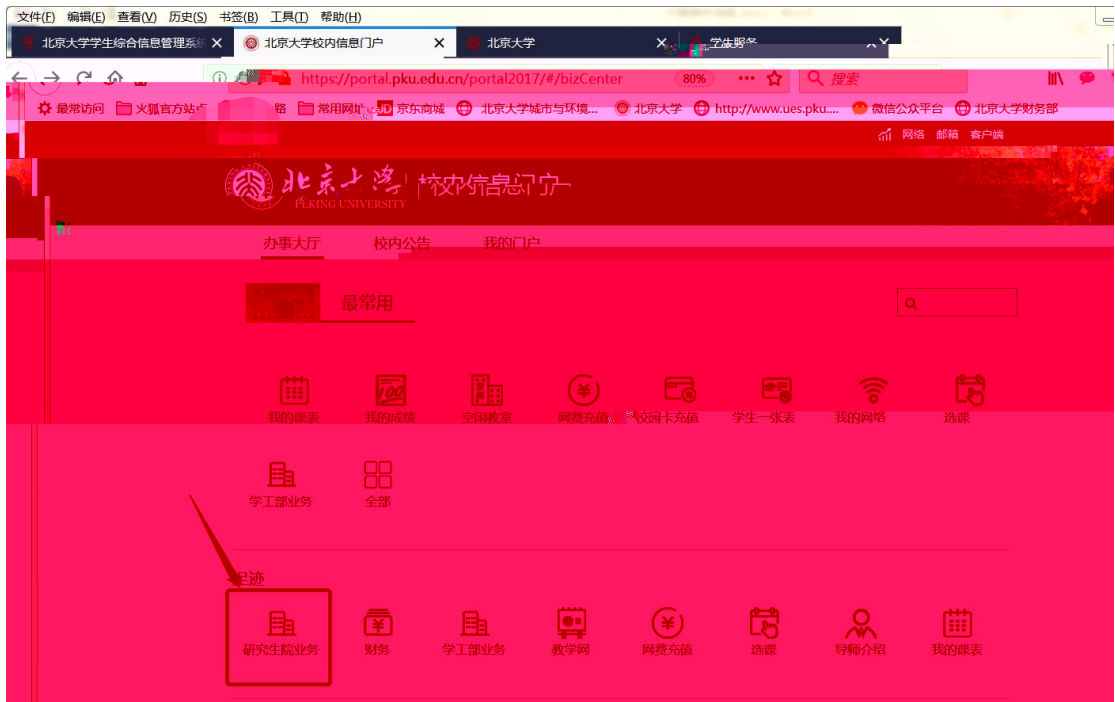 文件(F) 编辑(E) 查看(V) 历史(S) 书签(B) 工具(T) 帮助(H)
北京大学学生综合信息管理系统 × 北京大学校内信息门户 × 北京大学 × 学生服务 ×
https://portal.pku.edu.cn/portal2017/#/bizCenter 80% 搜索
最常访问 火狐官方站点 常用网址 JD 京东商城 北京大学城市与环境... 北京大学 http://www.ues.pku.... 微信公众平台 北京大学财务部
网络 邮箱 客户端
北京大学 校内信息门户
PEKING UNIVERSITY
办事大厅 校内公告 我的门户
最常用
我的课表 我的成绩 空闲教室 网费充值 校园卡充值 学生一张表 我的网络 选课
学工部业务 全部
足迹
研究生院业务 财务 学工部业务 教学网 网费充值 选课 导师介绍 我的课表